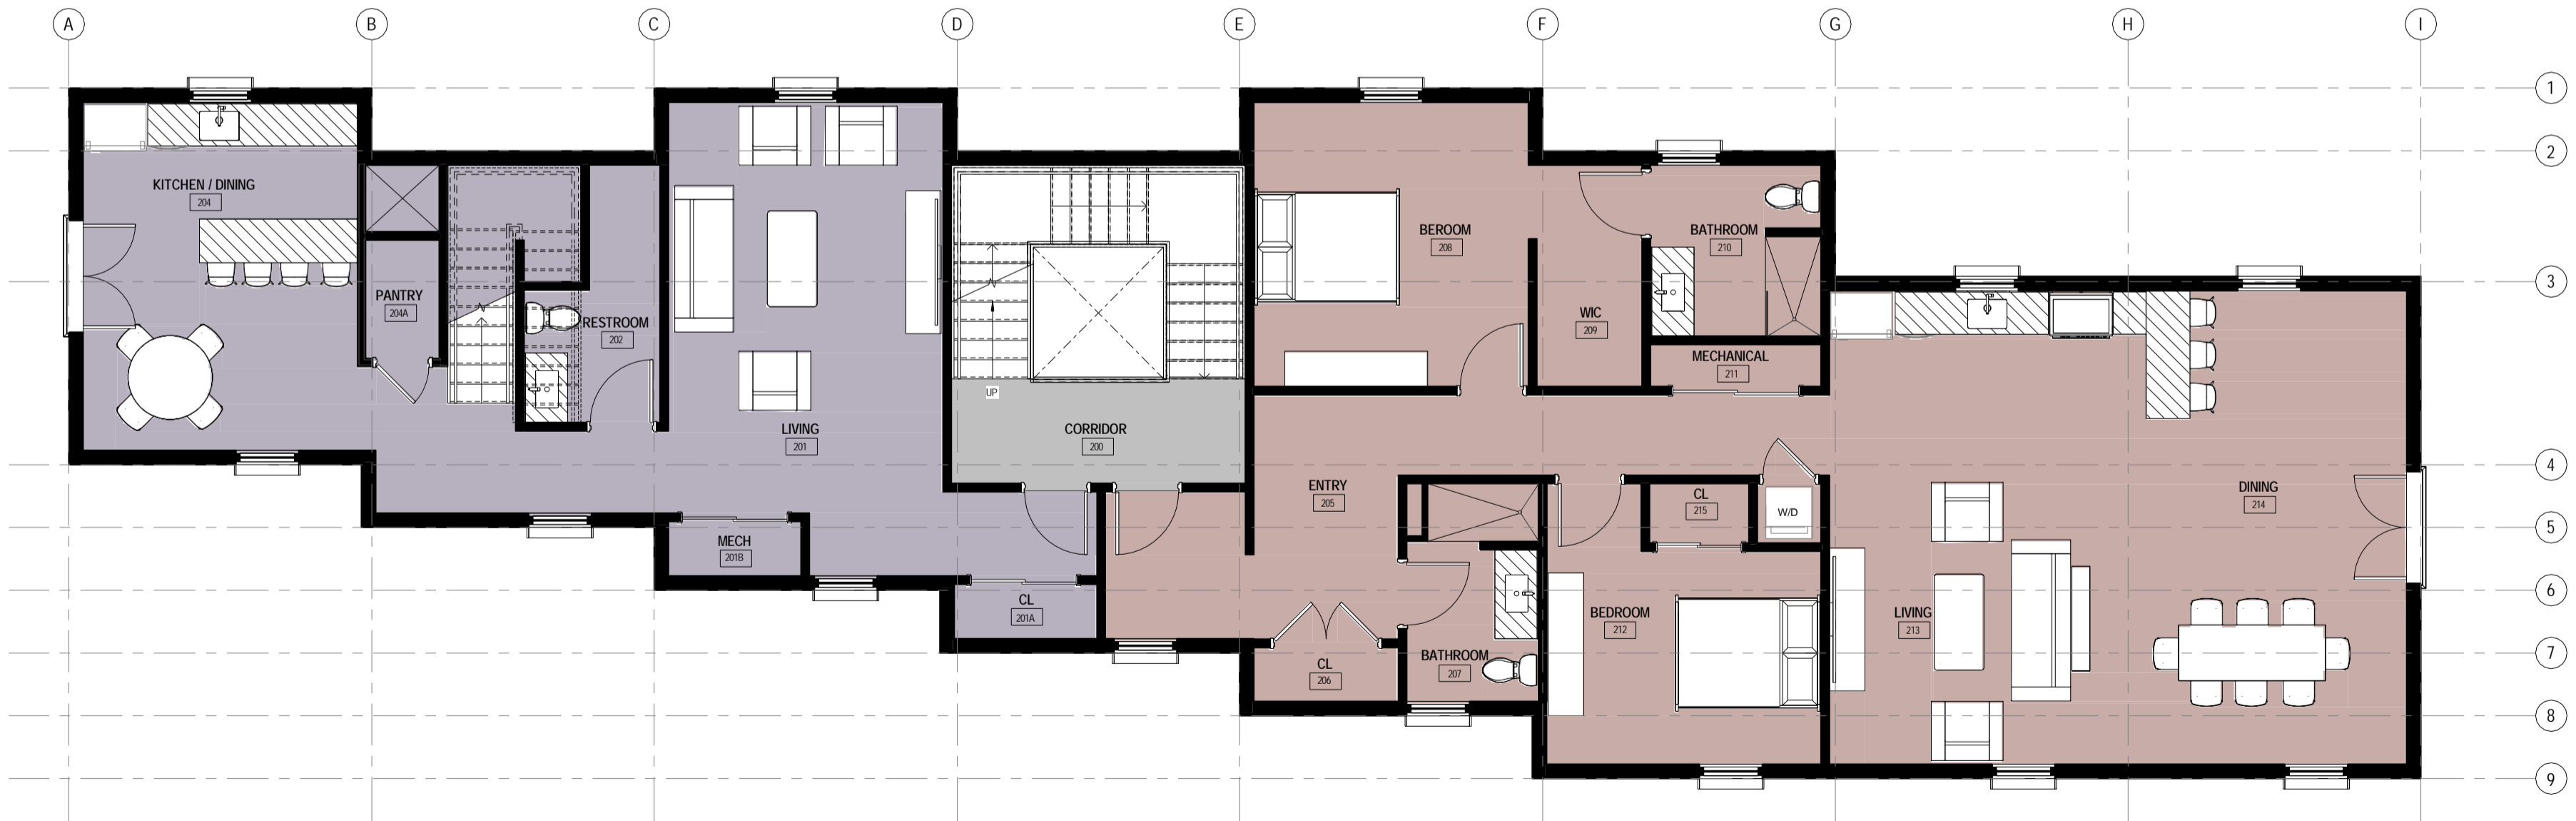 A B C D E F G H I
1
2
3
4
5
6
7
8
9
KITCHEN / DINING
204
PANTRY
204A
RESTROOM
202
LIVING
201
MECH
201B
CL
201A
UP
CORRIDOR
200
BEROOM
208
WIC
209
BATHROOM
210
MECHANICAL
211
ENTRY
205
CL
206
BATHROOM
207
CL
215
W/D
BEDROOM
212
LIVING
213
DINING
214